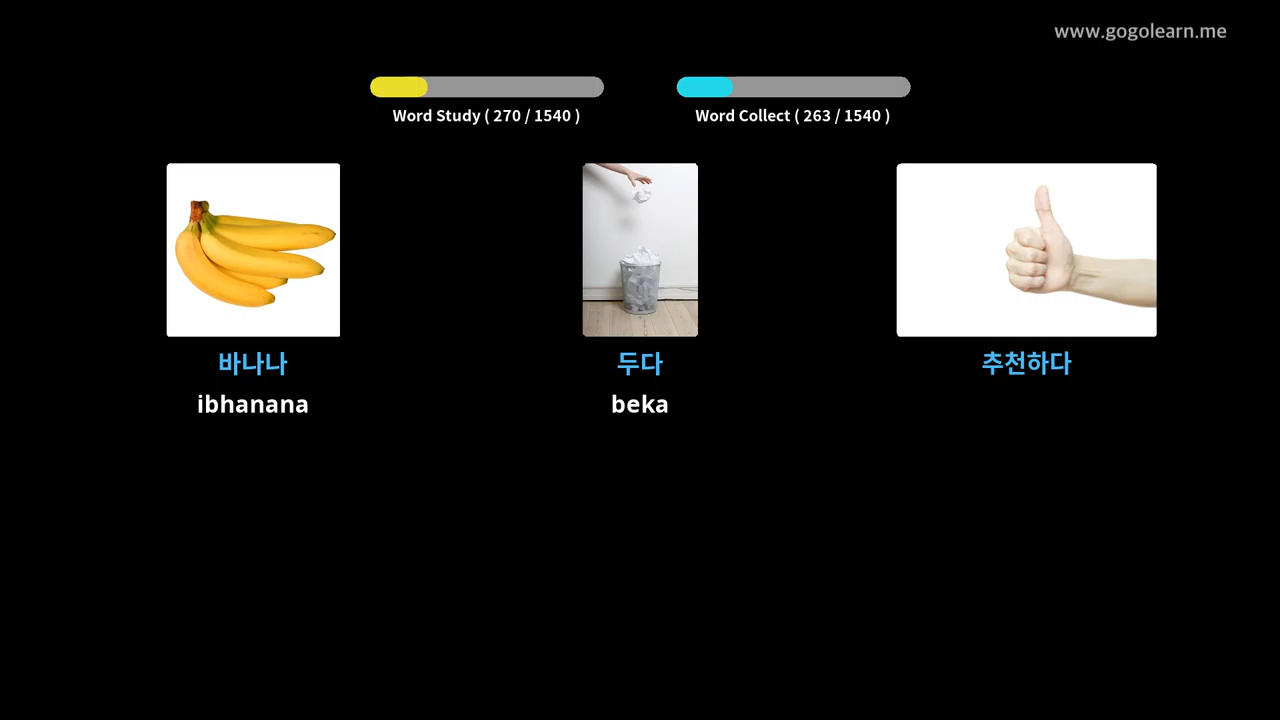 www.gogolearn.me
Word Study ( 270 / 1540 )
Word Collect ( 263 / 1540 )
바나나
두다
추천하다
ibhanana
beka